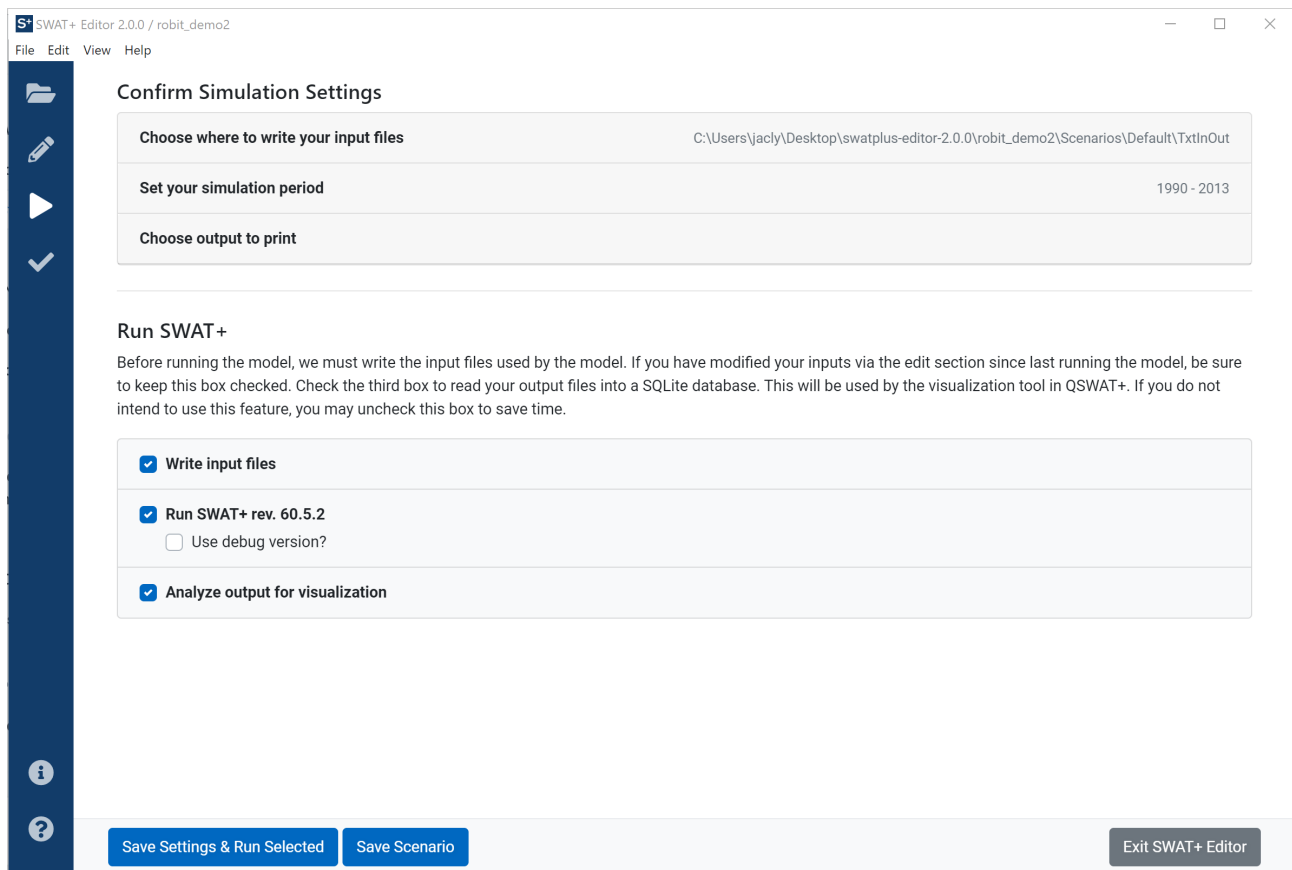 S+ SWAT+ Editor 2.0.0 / robit_demo2
File Edit View Help
Confirm Simulation Settings
Choose where to write your input files C:\Users\jacly\Desktop\swatplus-editor-2.0.0\robit_demo2\Scenarios\Default\TxtInOut
Set your simulation period 1990 - 2013
Choose output to print
Run SWAT+
Before running the model, we must write the input files used by the model. If you have modified your inputs via the edit section since last running the model, be sure
to keep this box checked. Check the third box to read your output files into a SQLite database. This will be used by the visualization tool in QSWAT+. If you do not
intend to use this feature, you may uncheck this box to save time.
Write input files
Run SWAT+ rev. 60.5.2
Use debug version?
Analyze output for visualization
Save Settings & Run Selected Save Scenario Exit SWAT+ Editor